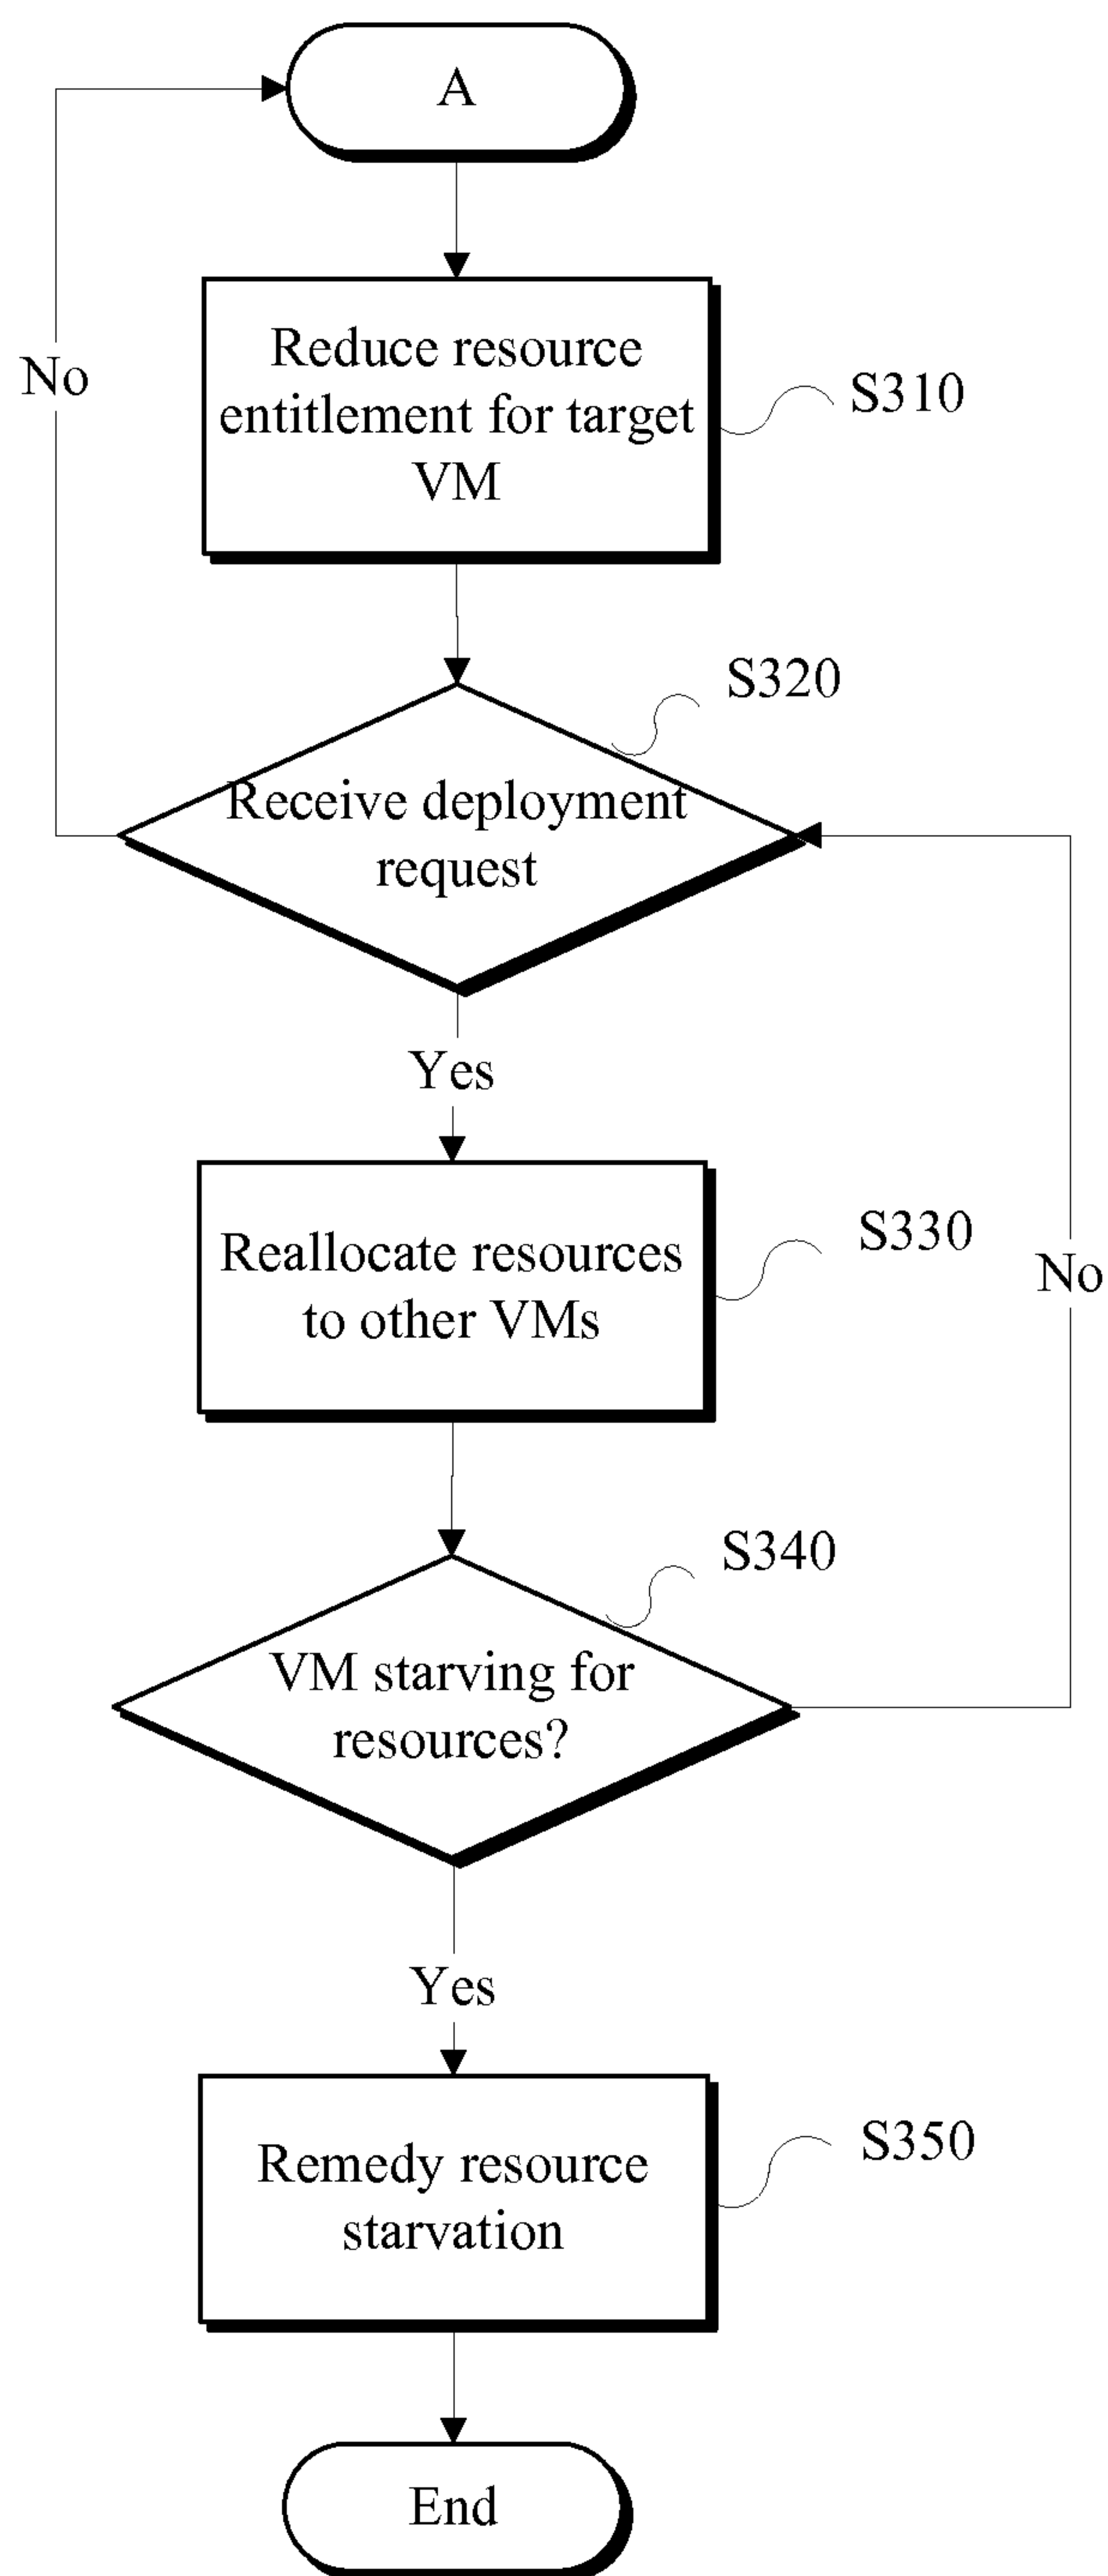 A
Reduce resource
entitlement for target
VM
S310
No
S320
Receive deployment
request
Yes
Reallocate resources
to other VMs
S330
No
S340
VM starving for
resources?
Yes
Remedy resource
starvation
S350
End